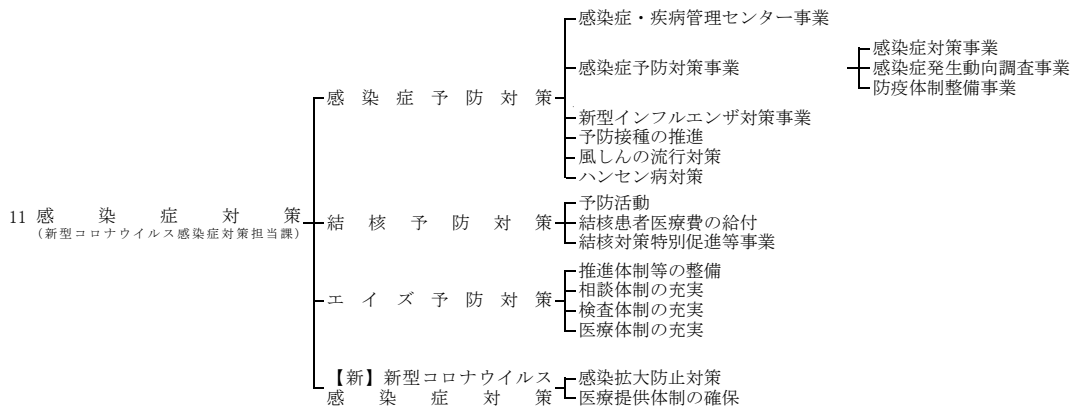 11 感染症対策
(新型コロナウイルス感染症対策担当課)
感染症予防対策
感染症・疾病管理センター事業
感染症予防対策事業
感染症対策事業
感染症発生動向調査事業
防疫体制整備事業
新型インフルエンザ対策事業
予防接種の推進
風しんの流行対策
ハンセン病対策
結核予防対策
予防活動
結核患者医療費の給付
結核対策特別促進等事業
エイズ予防対策
推進体制等の整備
相談体制の充実
検査体制の充実
医療体制の充実
【新】新型コロナウイルス
感染症対策
感染拡大防止対策
医療提供体制の確保